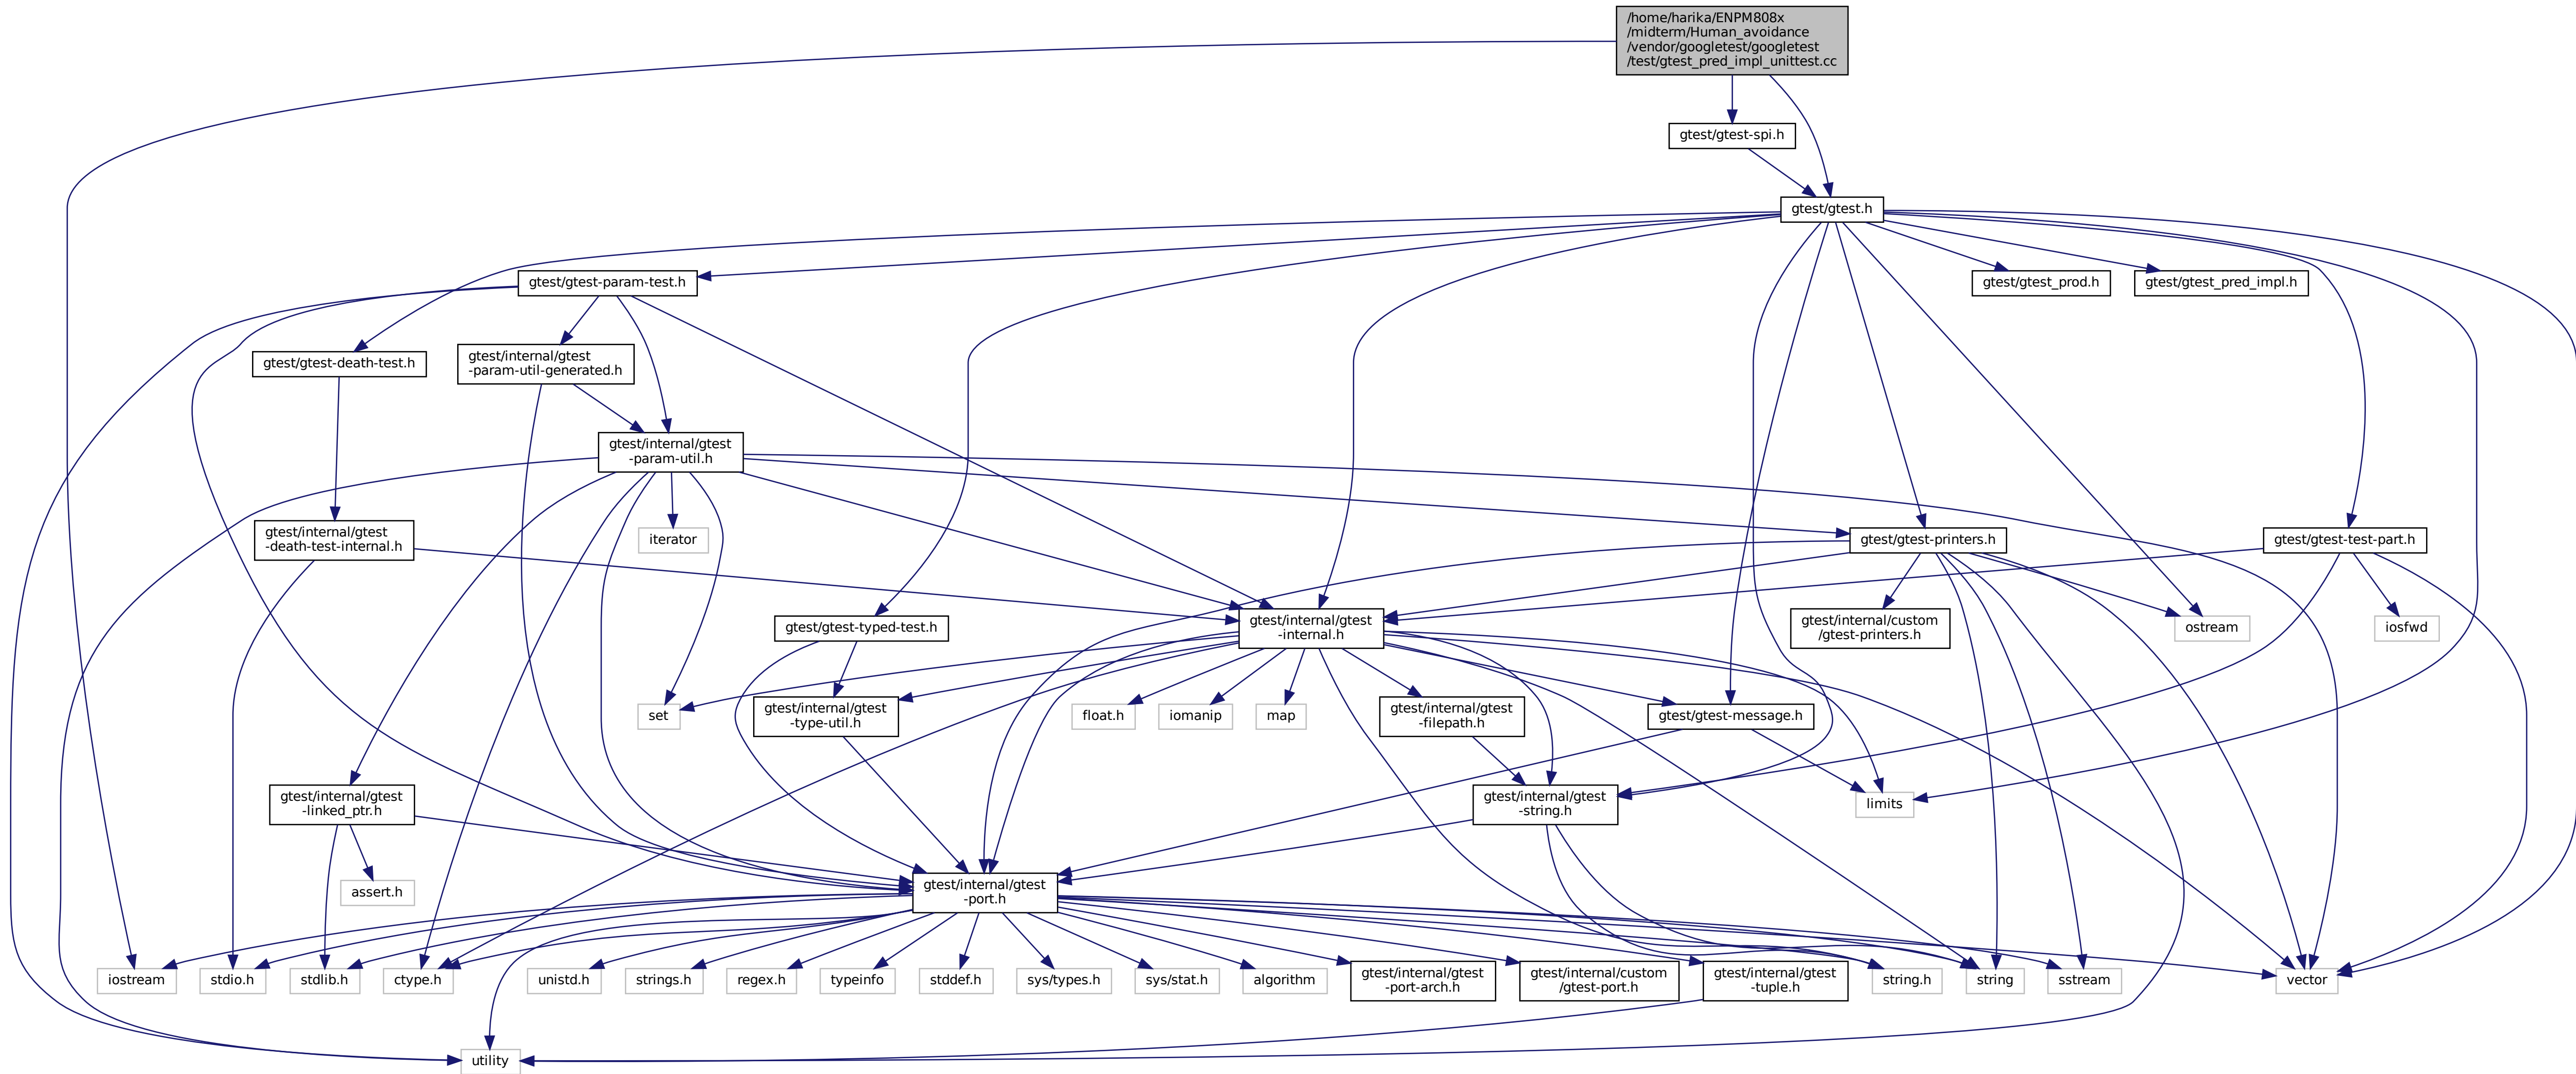 /home/harika/ENPM808x
/midterm/Human_avoidance
/vendor/googletest/googletest
/test/gtest_pred_impl_unittest.cc
gtest/gtest-spi.h
gtest/gtest.h
gtest/gtest-param-test.h
gtest/gtest_prod.h
gtest/gtest_pred_impl.h
gtest/gtest-death-test.h
gtest/internal/gtest
-param-util-generated.h
gtest/internal/gtest
-param-util.h
gtest/internal/gtest
-death-test-internal.h
iterator
gtest/gtest-printers.h
gtest/gtest-test-part.h
gtest/gtest-typed-test.h
gtest/internal/gtest
-internal.h
gtest/internal/custom
/gtest-printers.h
ostream
iosfwd
set
gtest/internal/gtest
-type-util.h
float.h
iomanip
map
gtest/internal/gtest
-filepath.h
gtest/gtest-message.h
gtest/internal/gtest
-linked_ptr.h
gtest/internal/gtest
-string.h
limits
assert.h
gtest/internal/gtest
-port.h
iostream
stdio.h
stdlib.h
ctype.h
unistd.h
strings.h
regex.h
typeinfo
stddef.h
sys/types.h
sys/stat.h
algorithm
gtest/internal/gtest
-port-arch.h
gtest/internal/custom
/gtest-port.h
gtest/internal/gtest
-tuple.h
string.h
string
sstream
vector
utility